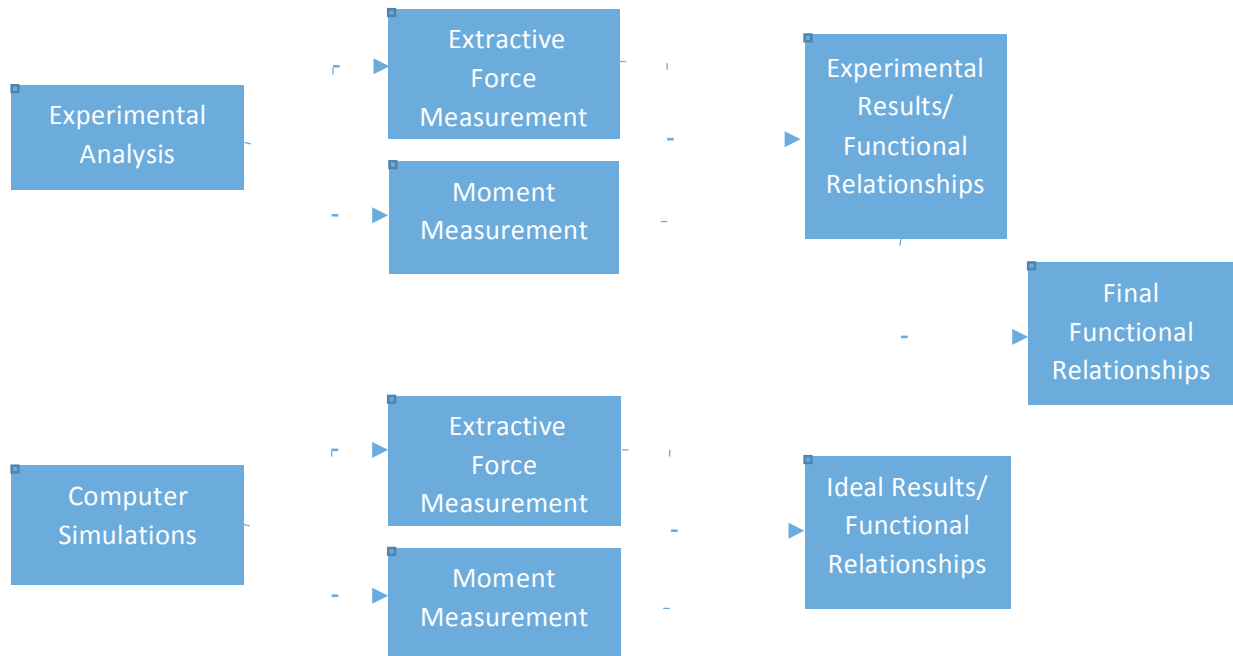 Experimental
Analysis
Extractive
Force
Measurement
Moment
Measurement
Experimental
Results/
Functional
Relationships
Final
Functional
Relationships
Computer
Simulations
Extractive
Force
Measurement
Moment
Measurement
Ideal Results/
Functional
Relationships